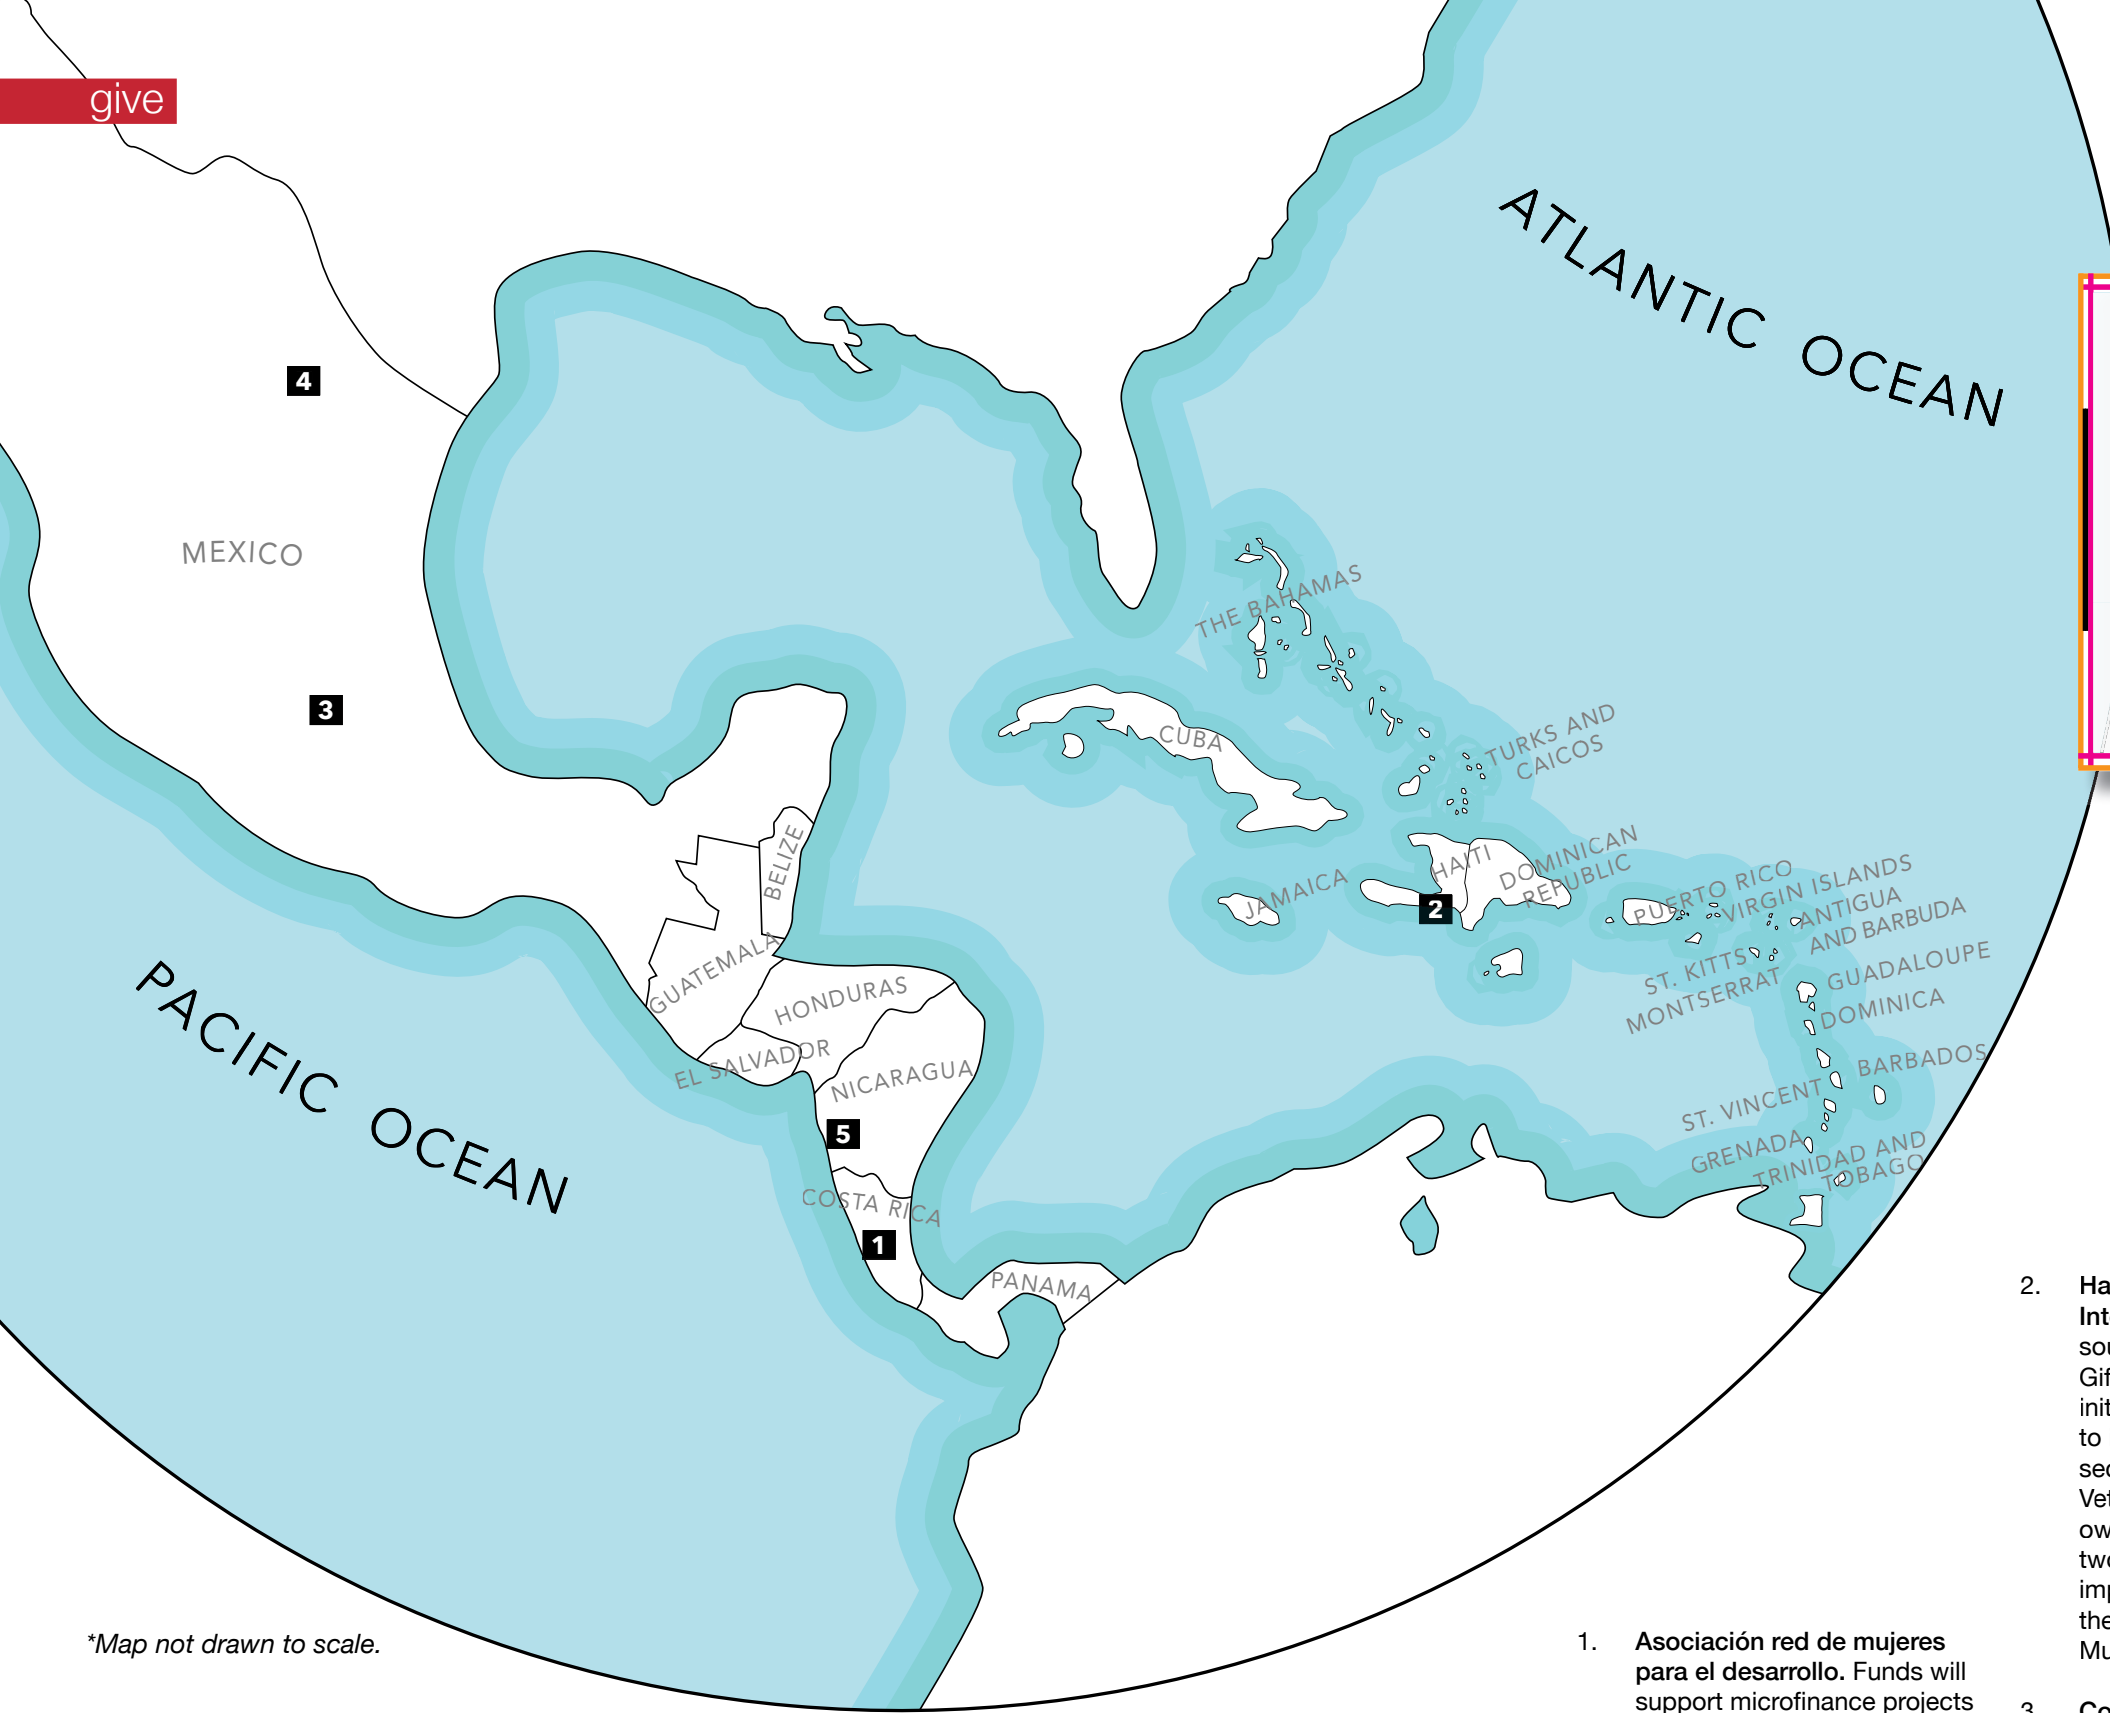 give
ATLANTIC OCEAN
4
MEXICO
THE BAHAMAS
3
CUBA
TURKS AND
CAICOS
BELIZE
HAITI
DOMINICAN
REPUBLIC
JAMAICA
2
PUERTO RICO
VIRGIN ISLANDS
ANTIGUA
AND BARBUDA
GUATEMALA
ST. KITTS
MONTSERRAT
GUADALOUPE
HONDURAS
DOMINICA
PACIFIC OCEAN
EL SALVADOR
NICARAGUA
BARBADOS
ST. VINCENT
5
GRENADA
TRINIDAD AND
TOBAGO
COSTA RICA
1
PANAMA
*Map not drawn to scale.
1. Asociación red de mujeres
para el desarrollo. Funds will
support microfinance projects
2.
to
3.